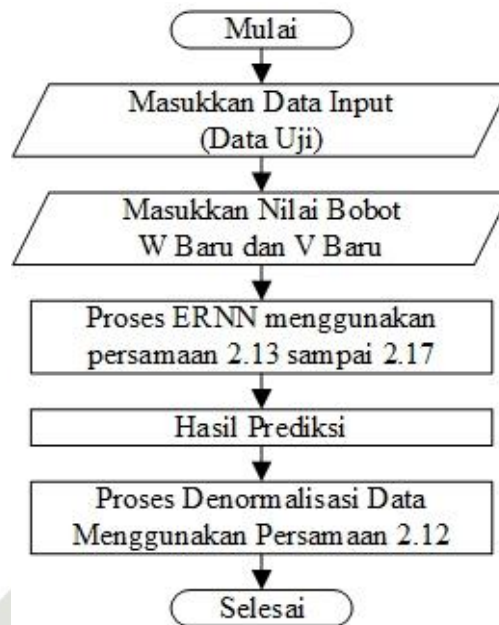 Mulai
Masukkan Data Input
(Data Uji)
Masukkan Nilai Bobot
W Baru dan V Baru
Proses ERNN menggunakan
persamaan 2.13 sampai 2.17
Hasil Prediksi
Proses Denormalisasi Data
Menggunakan Persamaan 2.12
Selesai